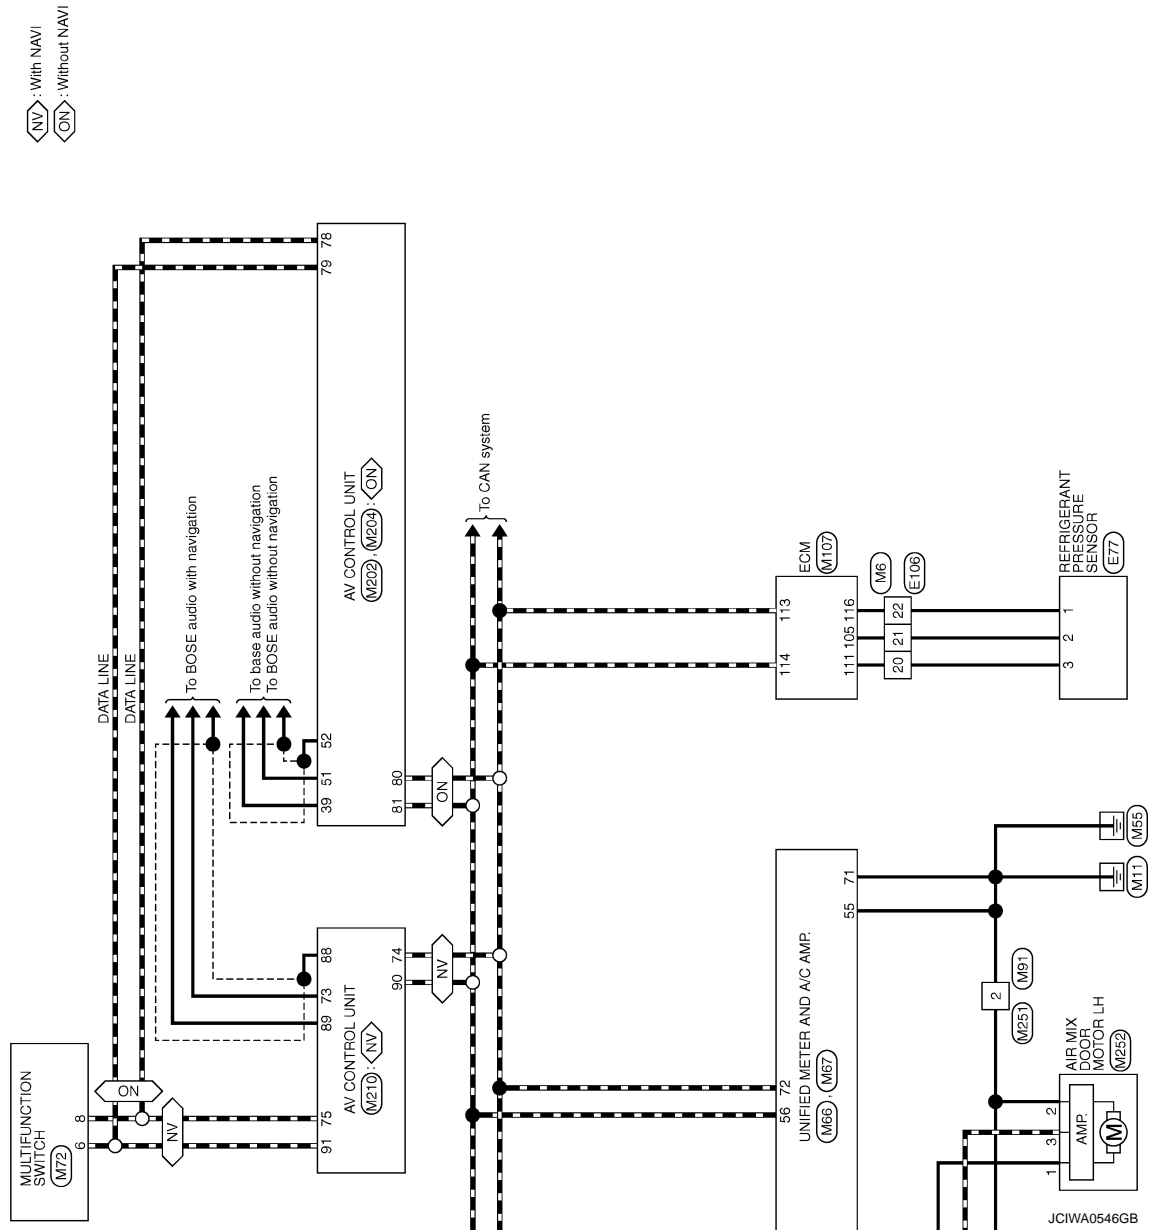 NV : With NAVI
ON : Without NAVI
78
79
DATA LINE
DATA LINE
To BOSE audio with navigation
To base audio without navigation
To BOSE audio without navigation
AV CONTROL UNIT
M202 , M204 : ON
To CAN system
39
51
52
81
80
ON
ECM
M107
113
114
111
105
116
M6
E106
20
21
22
REFRIGERANT
PRESSURE
SENSOR
E77
1
2
3
MULTIFUNCTION
SWITCH
M72
6
8
ON
NV
91
75
89
73
88
AV CONTROL UNIT
M210 : NV
90
74
NV
56
72
UNIFIED METER AND A/C AMP.
M66 , M67
55
71
M55
M11
2
M251
M91
AIR MIX
DOOR
MOTOR LH
M252
1
3
2
AMP.
M
JCIWA0546GB